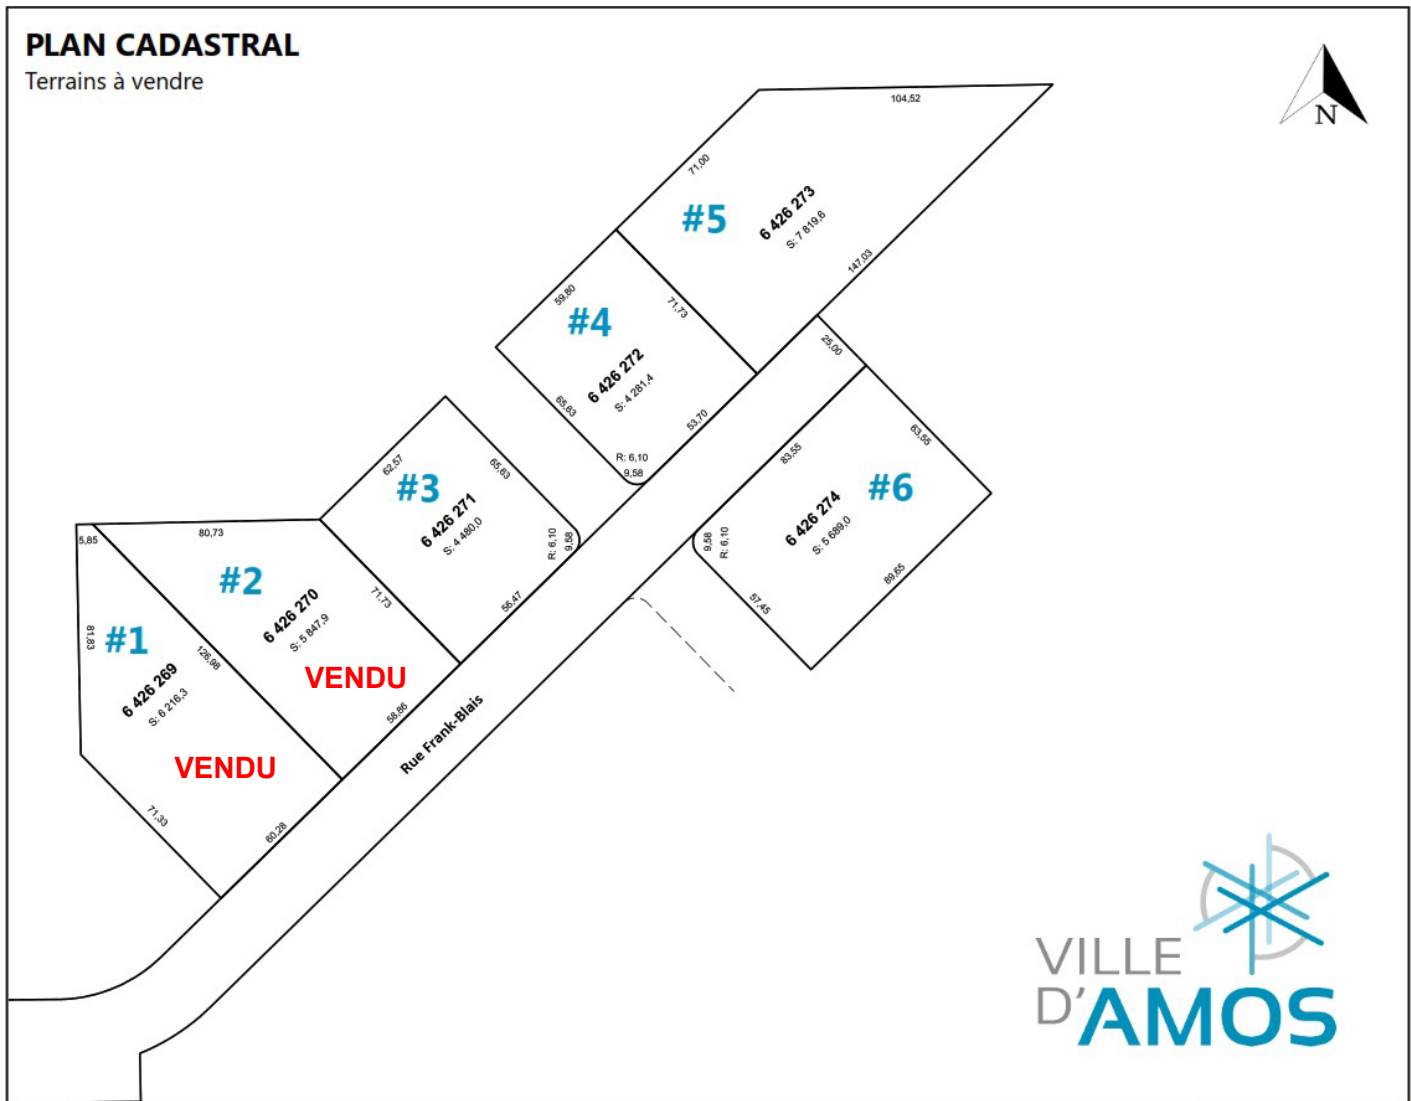 PLAN CADASTRAL
Terrains à vendre
N
104,52
71,00
#5
6 426 273
S: 7 819,6
147,03
59,80
#4
71,73
6 426 272
S: 4 281,4
65,63
53,70
R: 6,10
9,58
25,00
63,55
83,55
#6
6 426 274
S: 5 689,0
9,58
R: 6,10
57,45
89,65
62,57
#3
65,63
6 426 271
S: 4 480,0
R: 6,10
9,58
56,47
80,73
#2
71,73
6 426 270
S: 5 847,9
VENDU
58,86
5,85
81,83
#1
126,98
6 426 269
S: 6 216,3
VENDU
71,33
60,28
Rue Frank-Blais
VILLE
D'AMOS